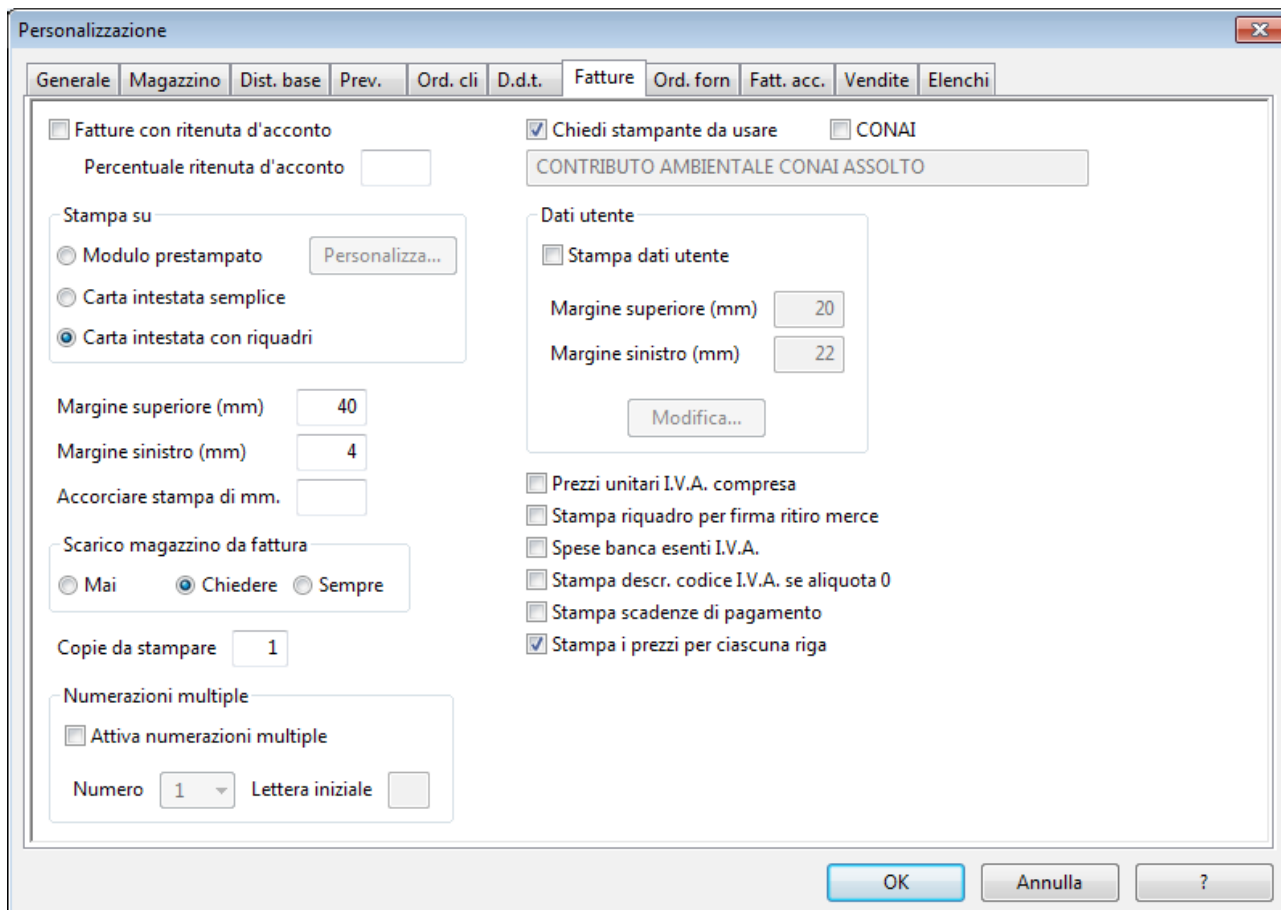 Personalizzazione
Generale Magazzino Dist. base Prev. Ord. cli D.d.t. Fatture Ord. forn Fatt. acc. Vendite Elenchi
Fatture con ritenuta d'acconto
Percentuale ritenuta d'acconto
Chiedi stampante da usare CONAI
CONTRIBUTO AMBIENTALE CONAI ASSOLTO
Stampa su
Modulo prestampato Personalizza...
Carta intestata semplice
Carta intestata con riquadri
Dati utente
Stampa dati utente
Margine superiore (mm) 20
Margine sinistro (mm) 22
Modifica...
Margine superiore (mm) 40
Margine sinistro (mm) 4
Accorciare stampa di mm.
Scarico magazzino da fattura
Mai Chiedere Sempre
Copie da stampare 1
Numerazioni multiple
Attiva numerazioni multiple
Numero 1 Lettera iniziale
Prezzi unitari I.V.A. compresa
Stampa riquadro per firma ritiro merce
Spese banca esenti I.V.A.
Stampa descr. codice I.V.A. se aliquota 0
Stampa scadenze di pagamento
Stampa i prezzi per ciascuna riga
OK Annulla ?